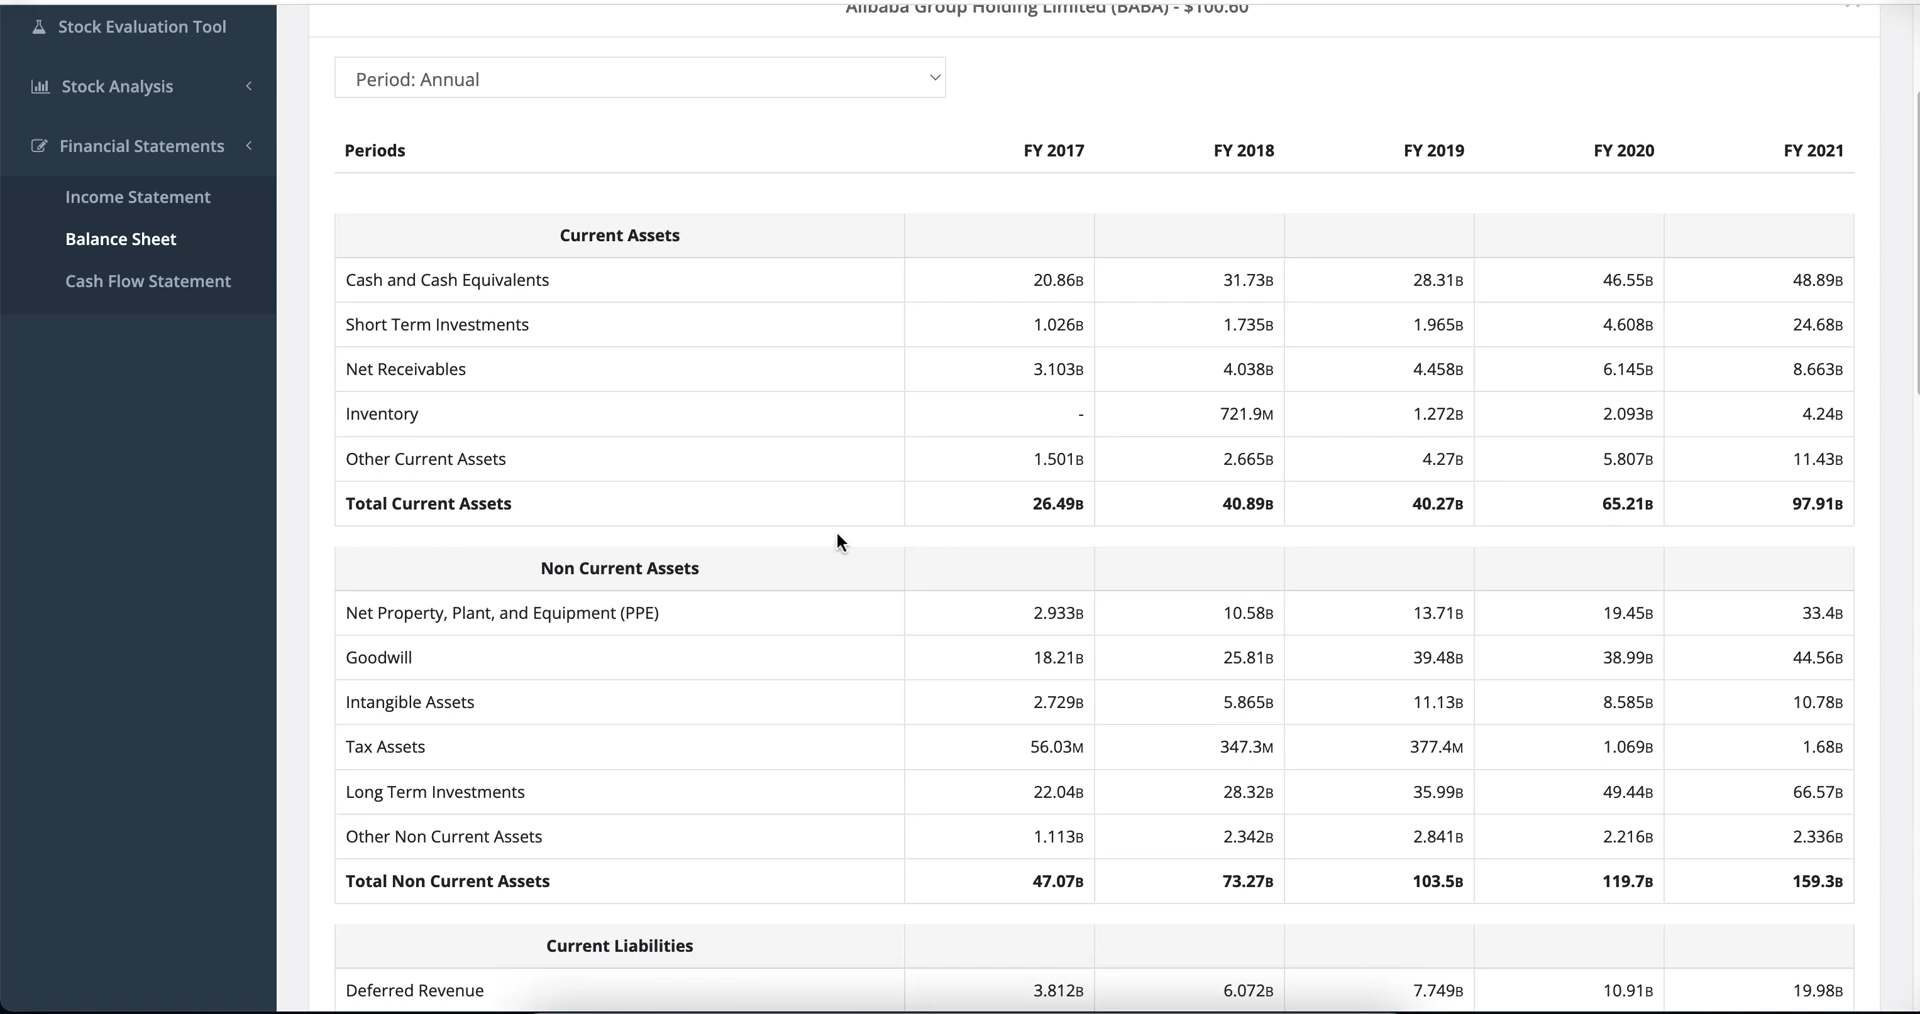 Alibaba Group Holding Limited (BABA) - $100.60
Stock Evaluation Tool
Stock Analysis
Financial Statements
Income Statement
Balance Sheet
Cash Flow Statement
Period: Annual
Periods FY 2017 FY 2018 FY 2019 FY 2020 FY 2021
Current Assets
Cash and Cash Equivalents 20.86B 31.73B 28.31B 46.55B 48.89B
Short Term Investments 1.026B 1.735B 1.965B 4.608B 24.68B
Net Receivables 3.103B 4.038B 4.458B 6.145B 8.663B
Inventory - 721.9M 1.272B 2.093B 4.24B
Other Current Assets 1.501B 2.665B 4.27B 5.807B 11.43B
Total Current Assets 26.49B 40.89B 40.27B 65.21B 97.91B
Non Current Assets
Net Property, Plant, and Equipment (PPE) 2.933B 10.58B 13.71B 19.45B 33.4B
Goodwill 18.21B 25.81B 39.48B 38.99B 44.56B
Intangible Assets 2.729B 5.865B 11.13B 8.585B 10.78B
Tax Assets 56.03M 347.3M 377.4M 1.069B 1.68B
Long Term Investments 22.04B 28.32B 35.99B 49.44B 66.57B
Other Non Current Assets 1.113B 2.342B 2.841B 2.216B 2.336B
Total Non Current Assets 47.07B 73.27B 103.5B 119.7B 159.3B
Current Liabilities
Deferred Revenue 3.812B 6.072B 7.749B 10.91B 19.98B